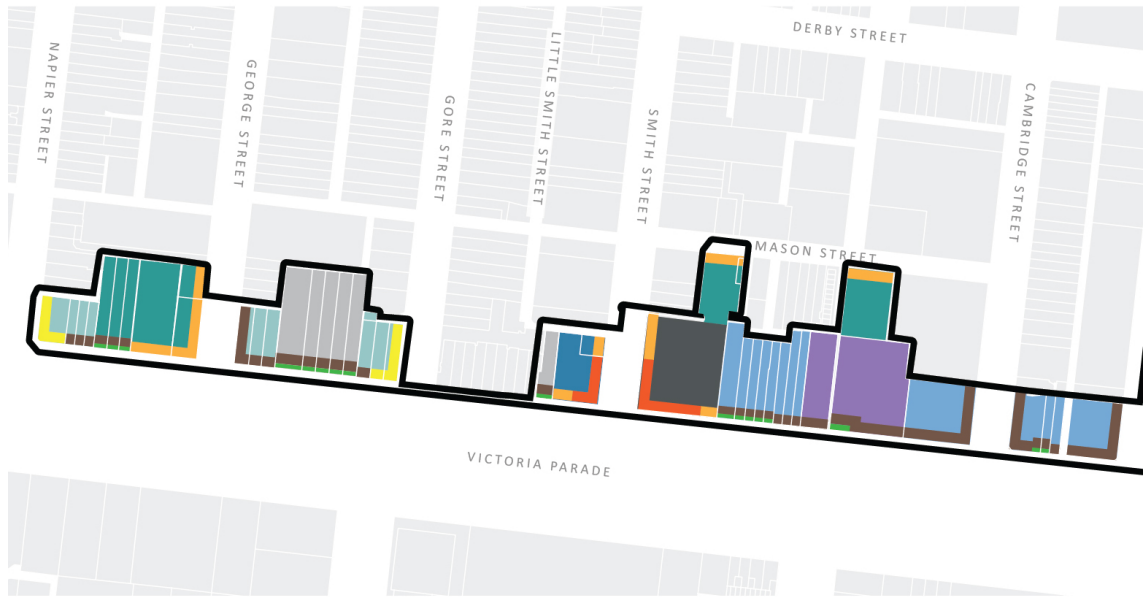 DERBY STREET
NAPIER STREET
GEORGE STREET
GORE STREET
LITTLE SMITH STREET
SMITH STREET
CAMBRIDGE STREET
MASON STREET
VICTORIA PARADE